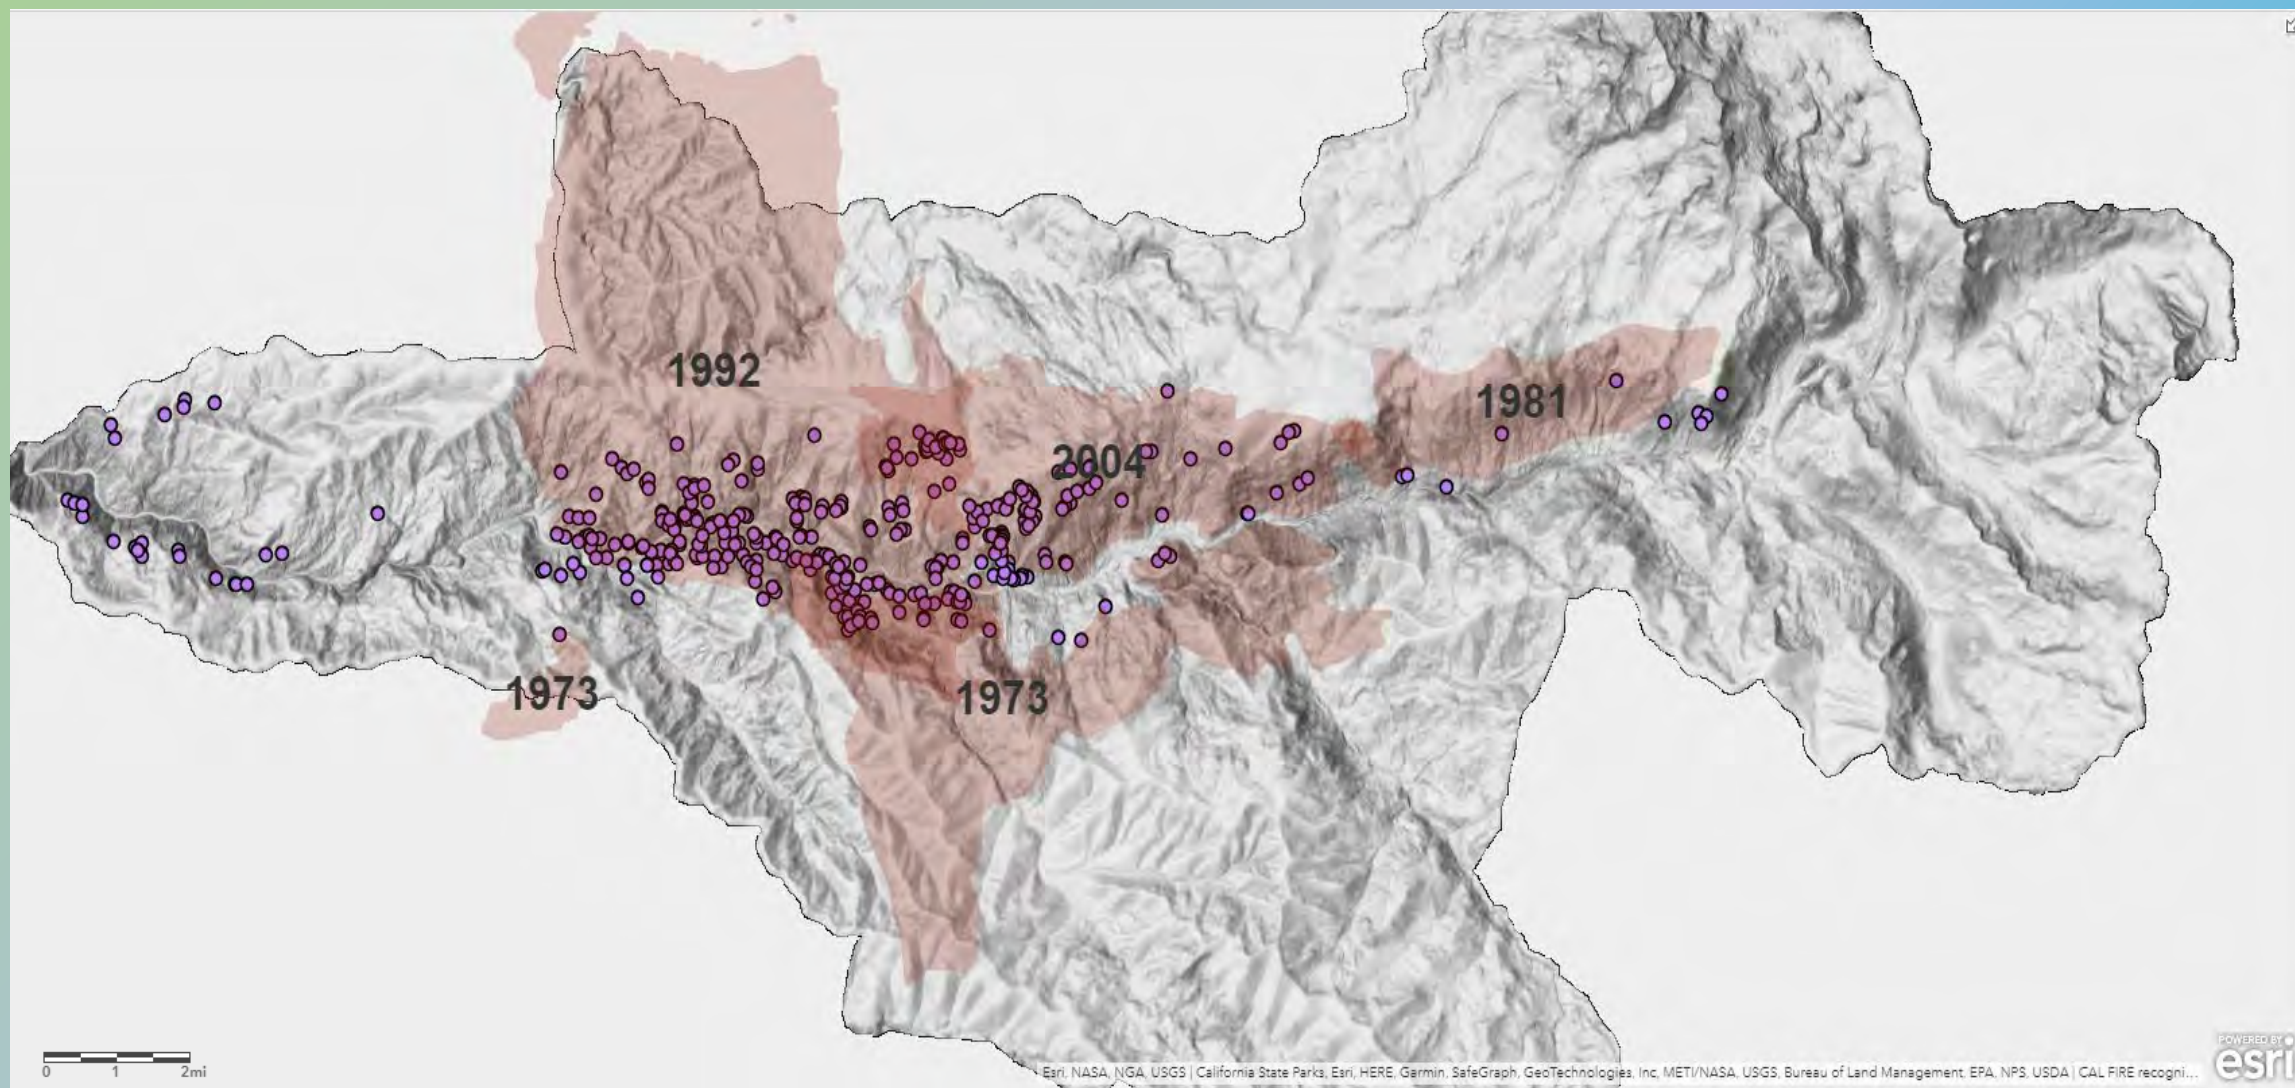 1992
1981
2004
1973
1973
0 1 2mi
Esri, NASA, NGA, USGS | California State Parks, Esri, HERE, Garmin, SafeGraph, GeoTechnologies, Inc, METI/NASA, USGS, Bureau of Land Management, EPA, NPS, USDA | CAL FIRE recogni...
POWERED BY
esri